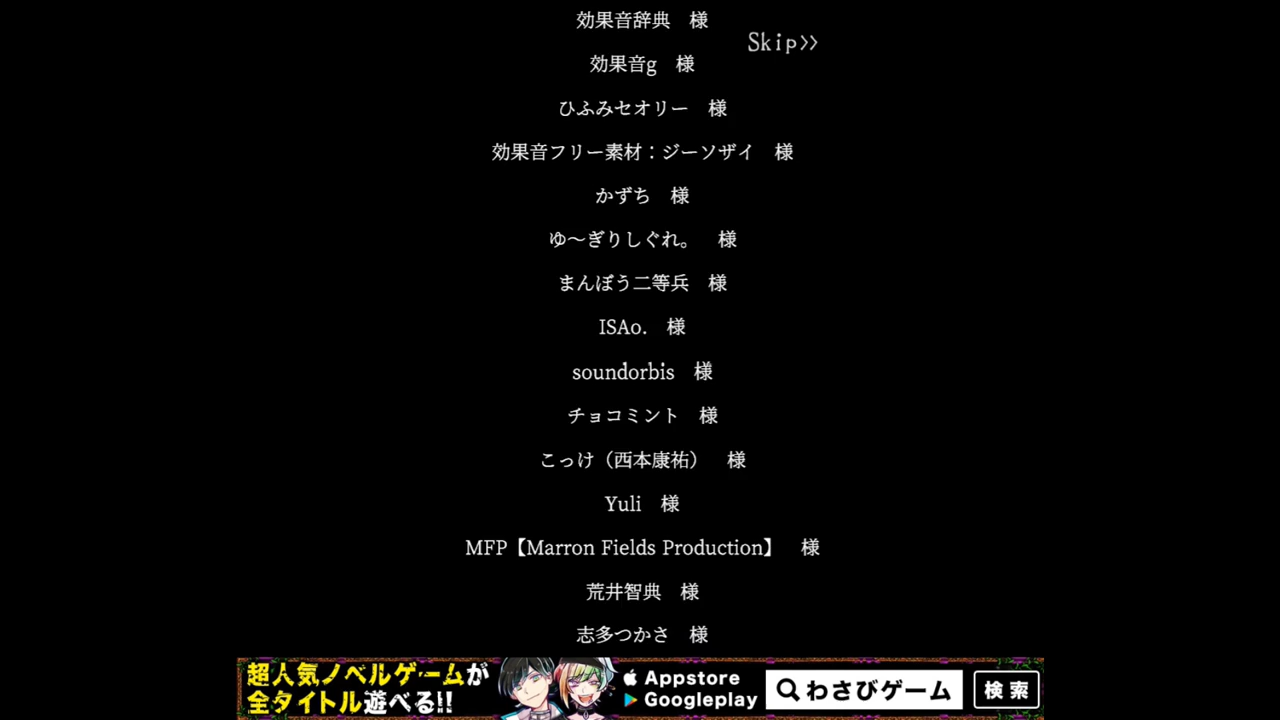 効果音辞典　様
Skip>>
効果音g　様
ひふみセオリー　様
効果音フリー素材：ジーソザイ　様
かずち　様
ゆ～ぎりしぐれ。　様
まんぼう二等兵　様
ISAo.　様
soundorbis　様
チョコミント　様
こっけ（西本康祐）　様
Yuli　様
MFP【Marron Fields Production】　様
荒井智典　様
志多つかさ　様
超人気ノベルゲームが
全タイトル遊べる!!
Appstore
Googleplay
わさびゲーム
検索